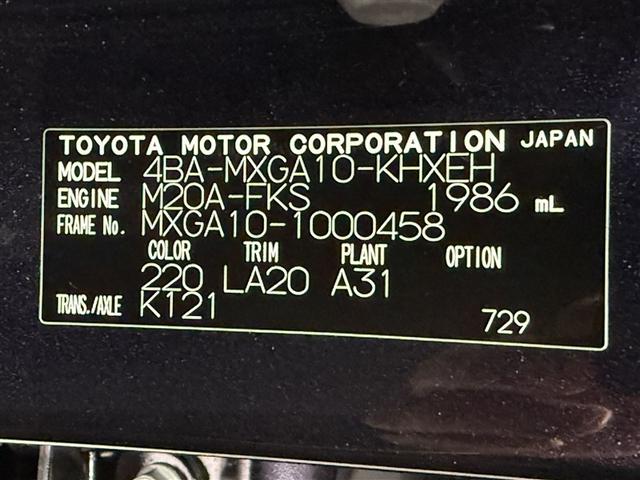 TOYOTA MOTOR CORPORATION JAPAN
MODEL 4BA-MXGA10-KHXEH
ENGINE M20A-FKS 1986 mL
FRAME No. MXGA10-1000458
COLOR TRIM PLANT OPTION
220 LA20 A31
TRANS./AXLE K121
729